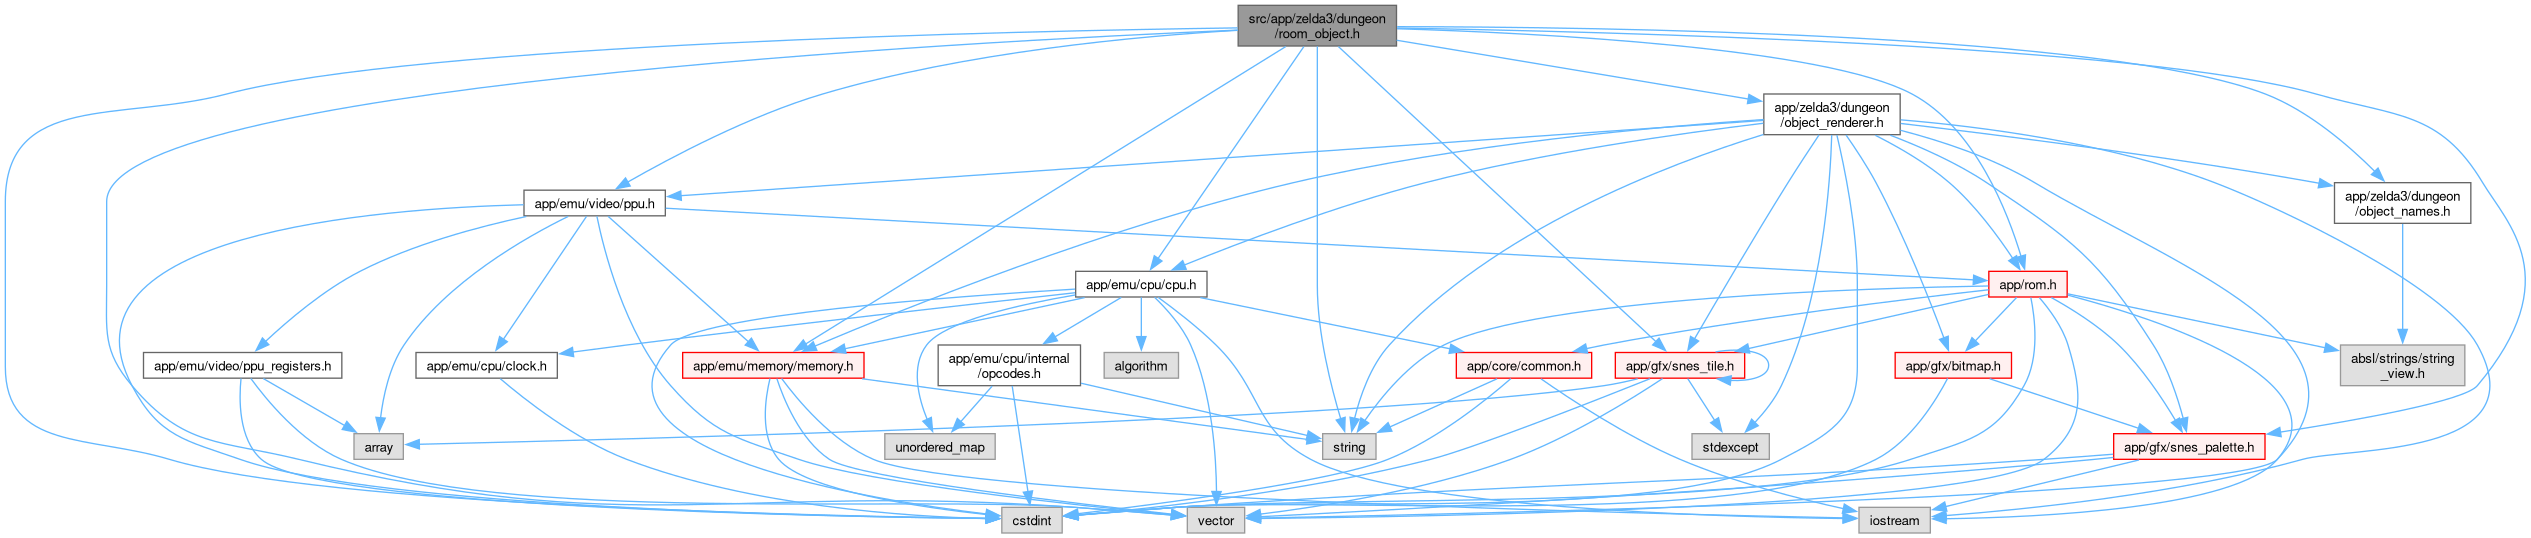 src/app/zelda3/dungeon
/room_object.h
app/zelda3/dungeon
/object_renderer.h
app/emu/video/ppu.h
app/zelda3/dungeon
/object_names.h
app/emu/cpu/cpu.h
app/rom.h
app/emu/video/ppu_registers.h
app/emu/cpu/clock.h
app/emu/memory/memory.h
app/emu/cpu/internal
/opcodes.h
algorithm
app/core/common.h
app/gfx/snes_tile.h
app/gfx/bitmap.h
absl/strings/string
_view.h
array
unordered_map
string
stdexcept
app/gfx/snes_palette.h
cstdint
vector
iostream